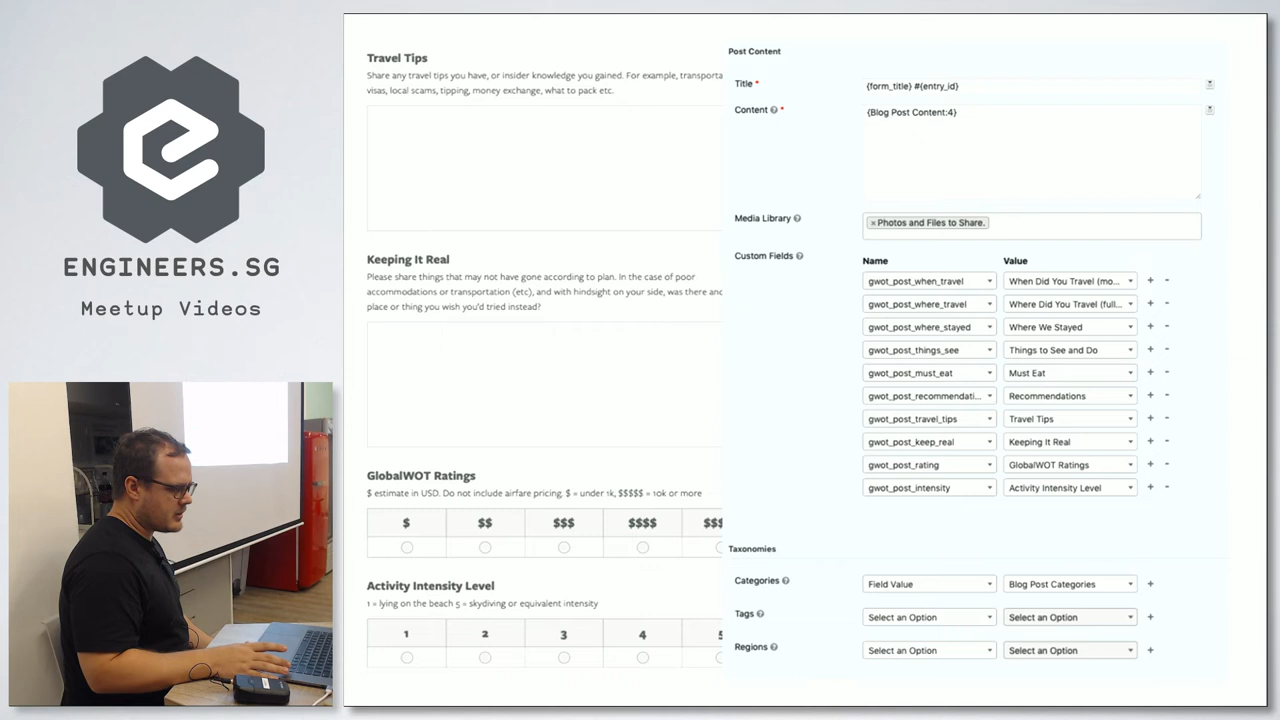 ENGINEERS.SG
Meetup Videos
Travel Tips
Share any travel tips you have, or insider knowledge you gained. For example, transporta
visas, local scams, tipping, money exchange, what to pack etc.
Keeping It Real
Please share things that may not have gone according to plan. In the case of poor
accommodations or transportation (etc), and with hindsight on your side, was there and
place or thing you wish you'd tried instead?
GlobalWOT Ratings
$ estimate in USD. Do not include airfare pricing. $ = under 1k, $$$$$ = 10k or more
$ $$ $$$ $$$$ $$$
Activity Intensity Level
1 = lying on the beach 5 = skydiving or equivalent intensity
1 2 3 4 5
Post Content
Title * {form_title} #{entry_id}
Content * {Blog Post Content:4}
Media Library ×Photos and Files to Share.
Custom Fields
Name Value
gwot_post_when_travel When Did You Travel (mo...
gwot_post_where_travel Where Did You Travel (full...
gwot_post_where_stayed Where We Stayed
gwot_post_things_see Things to See and Do
gwot_post_must_eat Must Eat
gwot_post_recommendati... Recommendations
gwot_post_travel_tips Travel Tips
gwot_post_keep_real Keeping It Real
gwot_post_rating GlobalWOT Ratings
gwot_post_intensity Activity Intensity Level
Taxonomies
Categories Field Value Blog Post Categories
Tags Select an Option Select an Option
Regions Select an Option Select an Option